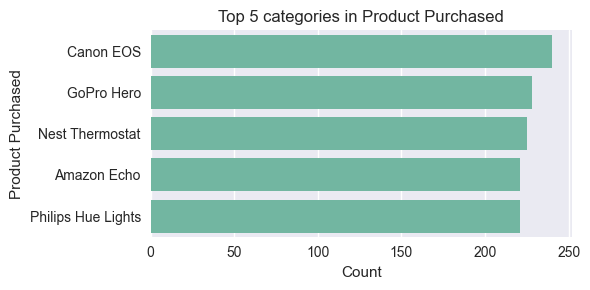 Top 5 categories in Product Purchased
Product Purchased
Canon EOS
GoPro Hero
Nest Thermostat
Amazon Echo
Philips Hue Lights
0 50 100 150 200 250
Count